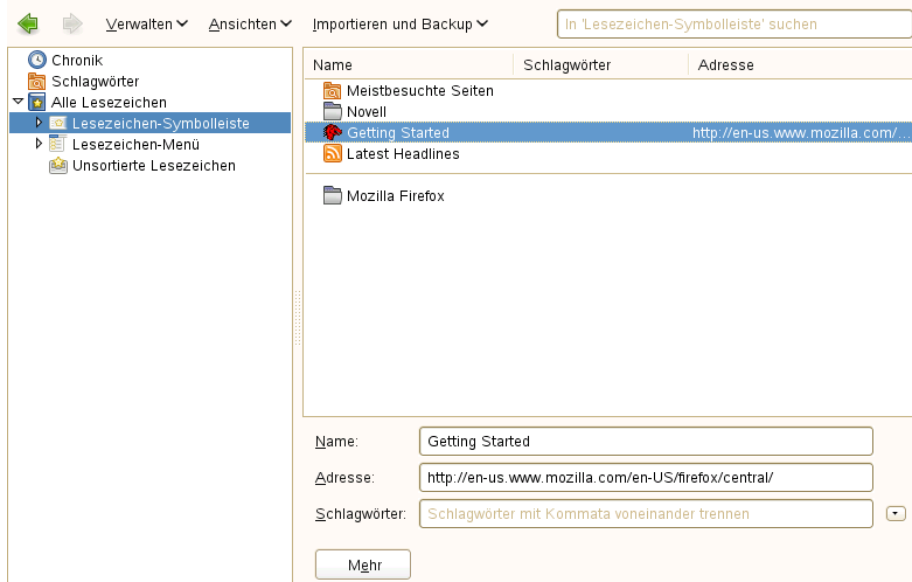 Verwalten Ansichten Importieren und Backup In 'Lesezeichen-Symbolleiste' suchen
Chronik
Schlagwörter
Alle Lesezeichen
Lesezeichen-Symbolleiste
Lesezeichen-Menü
Unsortierte Lesezeichen
Name Schlagwörter Adresse
Meistbesuchte Seiten
Novell
Getting Started http://en-us.www.mozilla.com/...
Latest Headlines
Mozilla Firefox
Name: Getting Started
Adresse: http://en-us.www.mozilla.com/en-US/firefox/central/
Schlagwörter: Schlagwörter mit Kommata voneinander trennen
Mehr